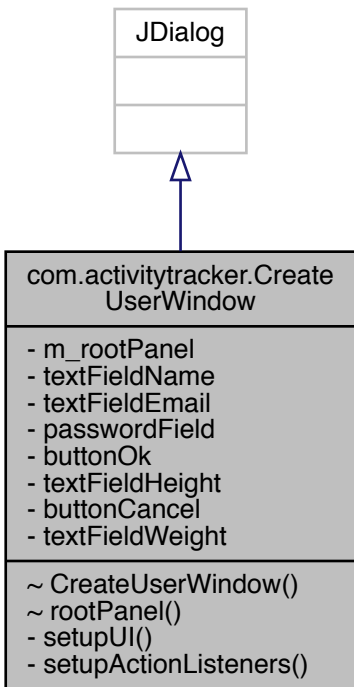 JDialog
com.activitytracker.Create
UserWindow
- m_rootPanel
- textFieldName
- textFieldEmail
- passwordField
- buttonOk
- textFieldHeight
- buttonCancel
- textFieldWeight
~ CreateUserWindow()
~ rootPanel()
- setupUI()
- setupActionListeners()